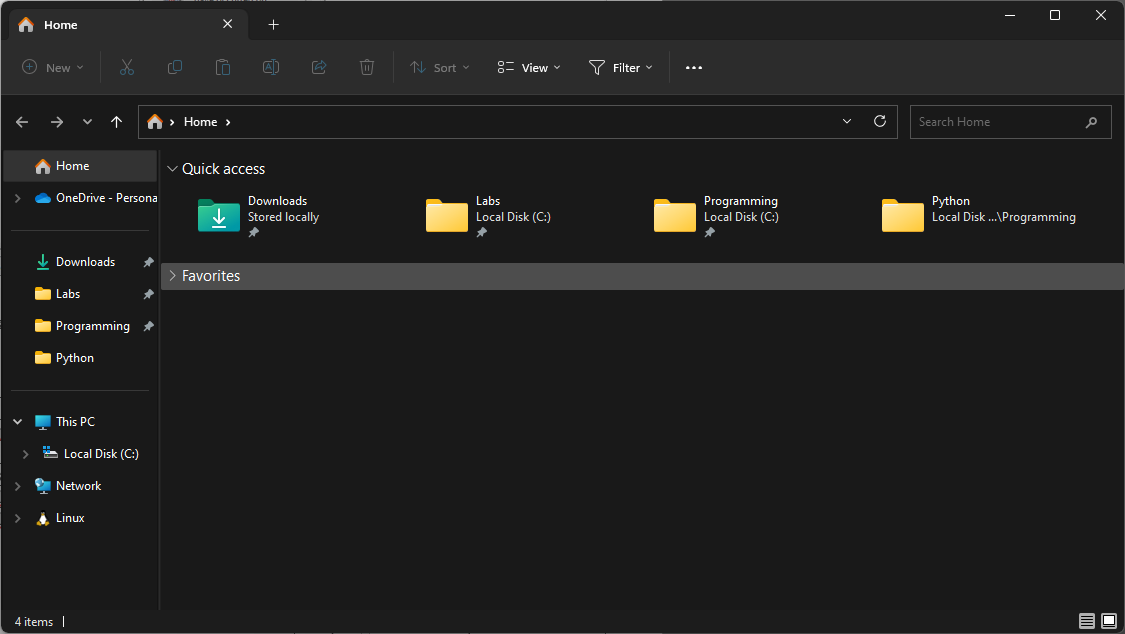 Home
New
Sort
View
Filter
Home
Search Home
Home
OneDrive - Persona
Downloads
Labs
Programming
Python
This PC
Local Disk (C:)
Network
Linux
Quick access
Downloads
Stored locally
Labs
Local Disk (C:)
Programming
Local Disk (C:)
Python
Local Disk ...\Programming
Favorites
4 items